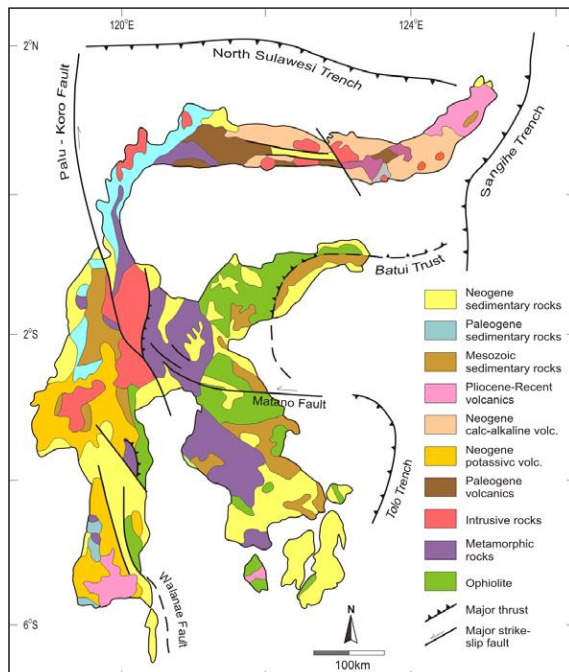 120°E
124°E
2°N
North Sulawesi Trench
Palu - Koro Fault
Sangihe Trench
Batui Trust
2°S
Matano Fault
Tolo Trench
Walanae Fault
6°S
Neogene
sedimentary rocks
Paleogene
sedimentary rocks
Mesozoic
sedimentary rocks
Pliocene-Recent
volcanics
Neogene
calc-alkaline volc.
Neogene
potassivc volc.
Paleogene
volcanics
Intrusive rocks
Metamorphic
rocks
Ophiolite
Major thrust
Major strike-
slip fault
N
100km